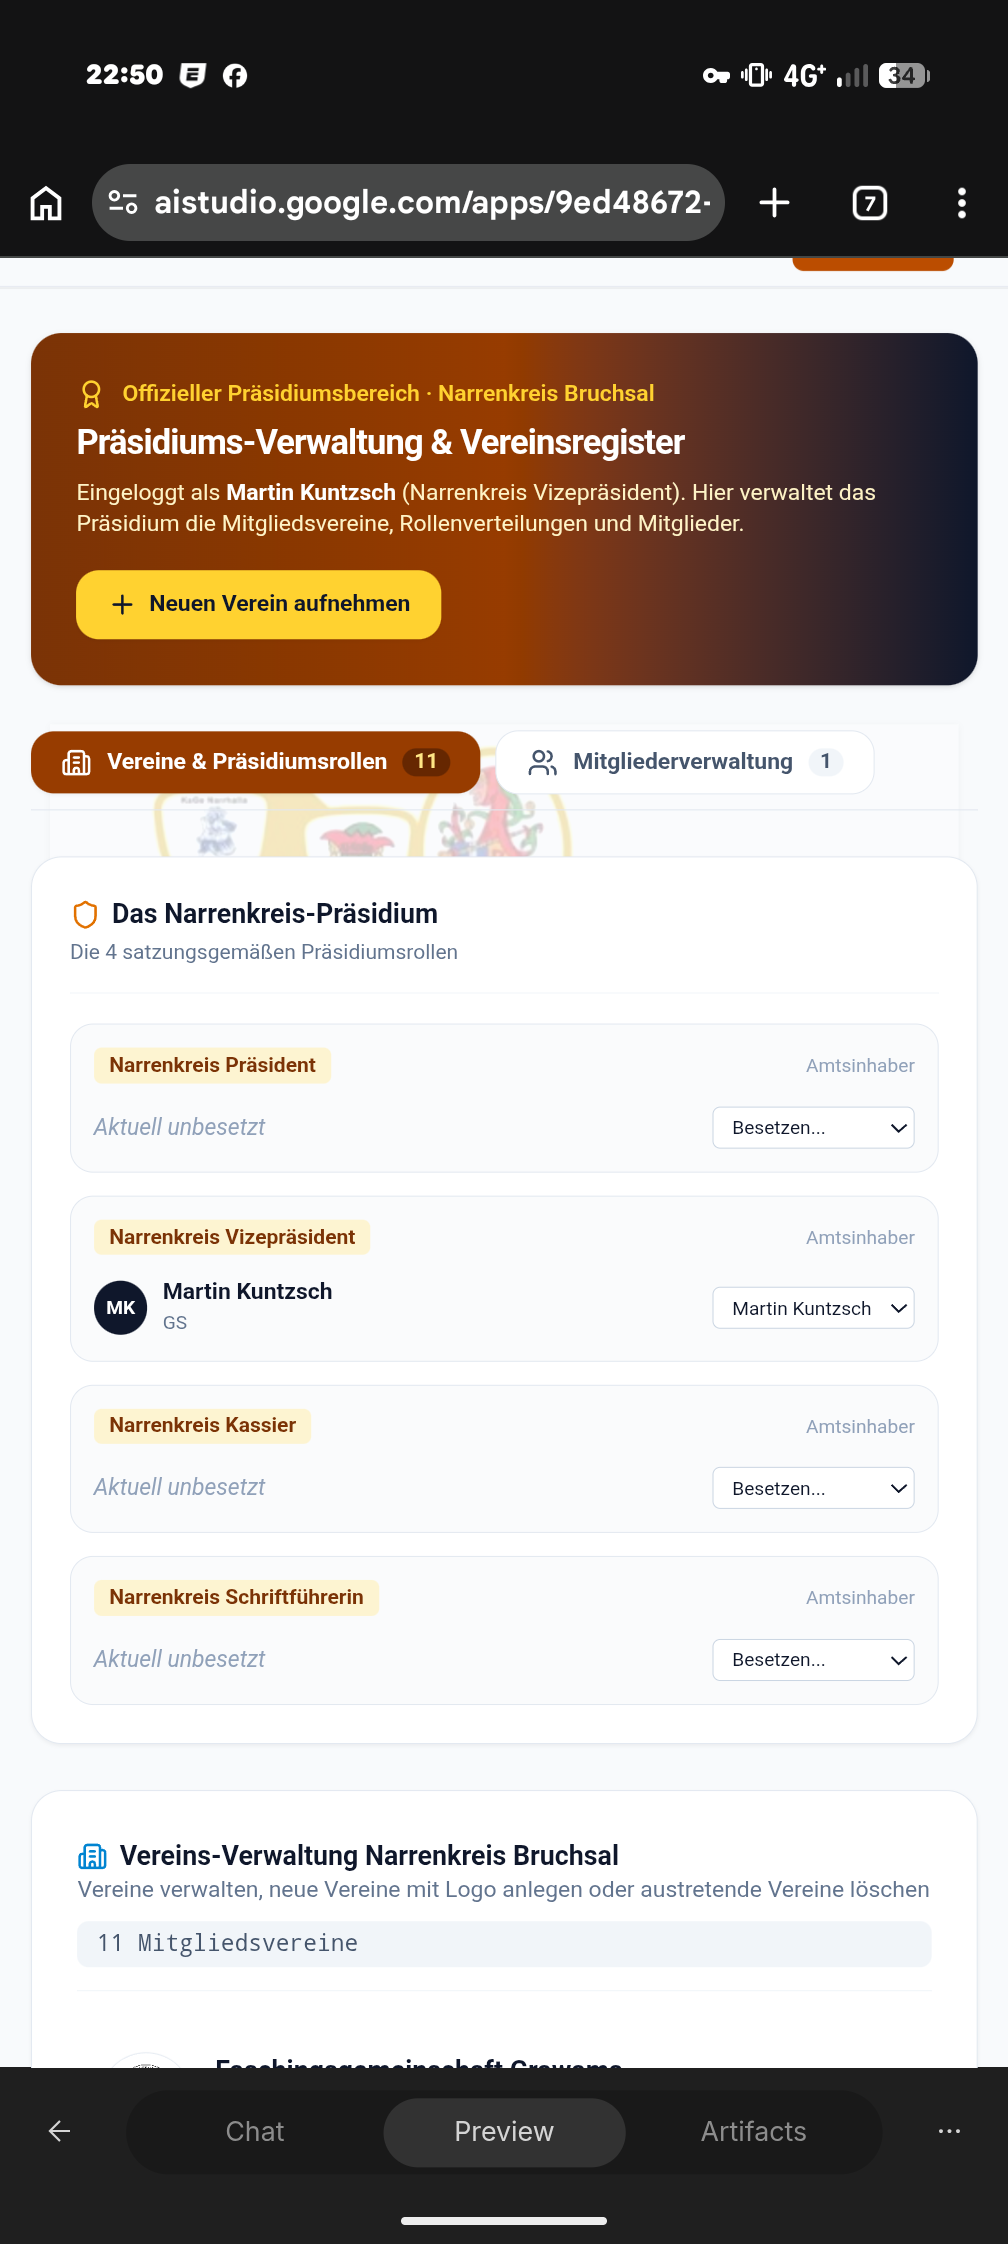 22:50
4G+
34
aistudio.google.com/apps/9ed48672-
7
Offizieller Präsidiumsbereich · Narrenkreis Bruchsal
Präsidiums-Verwaltung & Vereinsregister
Eingeloggt als Martin Kuntzsch (Narrenkreis Vizepräsident). Hier verwaltet das
Präsidium die Mitgliedsvereine, Rollenverteilungen und Mitglieder.
Neuen Verein aufnehmen
Vereine & Präsidiumsrollen 11
Mitgliederverwaltung 1
Das Narrenkreis-Präsidium
Die 4 satzungsgemäßen Präsidiumsrollen
Narrenkreis Präsident
Amtsinhaber
Aktuell unbesetzt
Besetzen...
Narrenkreis Vizepräsident
Amtsinhaber
MK
Martin Kuntzsch
GS
Martin Kuntzsch
Narrenkreis Kassier
Amtsinhaber
Aktuell unbesetzt
Besetzen...
Narrenkreis Schriftführerin
Amtsinhaber
Aktuell unbesetzt
Besetzen...
Vereins-Verwaltung Narrenkreis Bruchsal
Vereine verwalten, neue Vereine mit Logo anlegen oder austretende Vereine löschen
11 Mitgliedsvereine
Chat
Preview
Artifacts